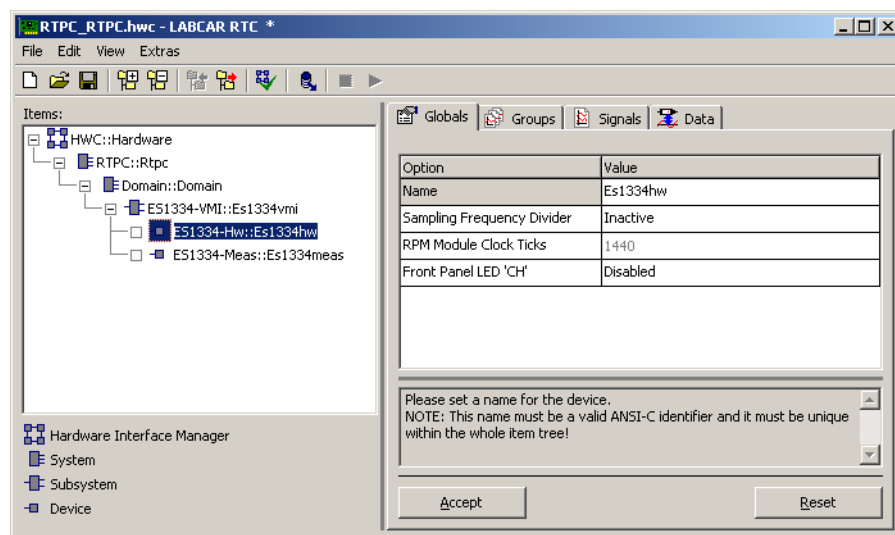 RTPC_RTPC.hwc - LABCAR RTC *
File Edit View Extras
Items:
HWC::Hardware
RTPC::Rtpc
Domain::Domain
ES1334-VMI::Es1334vmi
ES1334-Hw::Es1334hw
ES1334-Meas::Es1334meas
Hardware Interface Manager
System
Subsystem
Device
Globals Groups Signals Data
Option Value
Name Es1334hw
Sampling Frequency Divider Inactive
RPM Module Clock Ticks 1440
Front Panel LED 'CH' Disabled
Please set a name for the device.
NOTE: This name must be a valid ANSI-C identifier and it must be unique
within the whole item tree!
Accept Reset